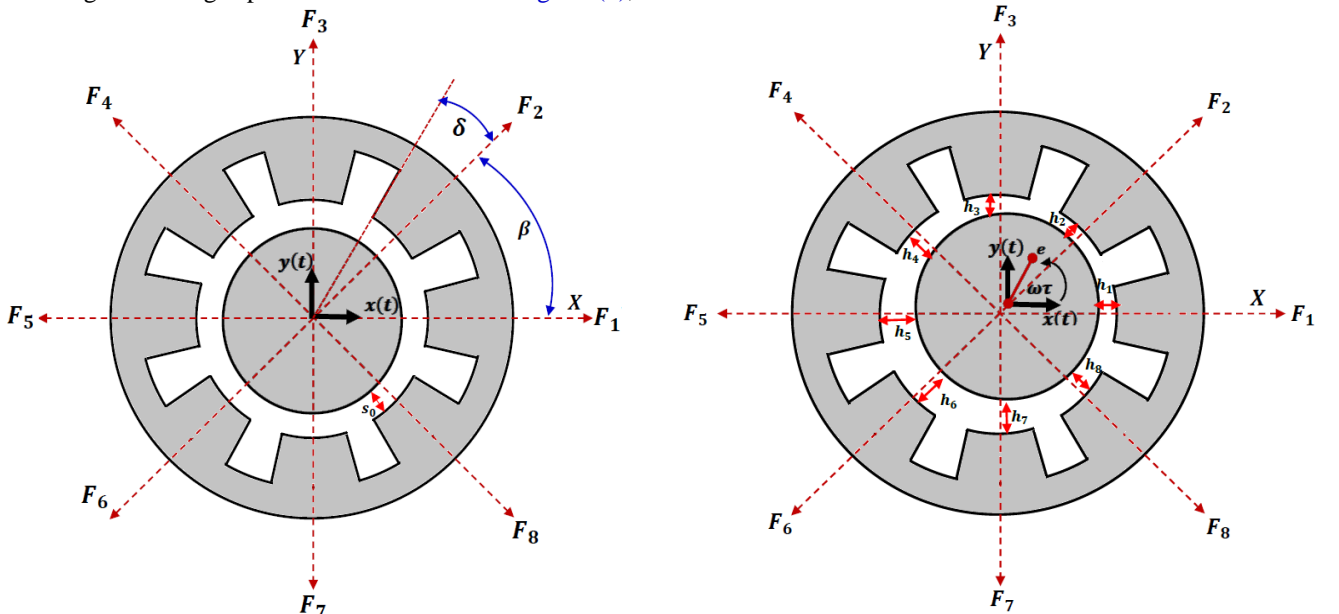 F₃
Y
F₄
F₂
δ
β
y(t)
x(t)
X
F₅
F₁
s₀
F₆
F₈
F₇
F₃
Y
F₄
F₂
h₃
h₂
h₄
y(t)
e
ωτ
h₁
x(t)
X
F₅
F₁
h₅
h₈
h₆
h₇
F₆
F₈
F₇